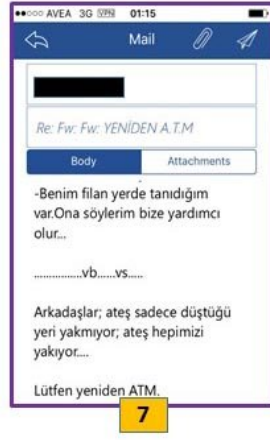 AVEA 3G VPN 01:15
Mail
Re: Fw: Fw: YENİDEN A.T.M
Body Attachments
-Benim filan yerde tanıdığım
var.Ona söylerim bize yardımcı
olur...
................vb......vs.....
Arkadaşlar; ateş sadece düştüğü
yeri yakmıyor; ateş hepimizi
yakıyor....
Lütfen yeniden ATM.
7